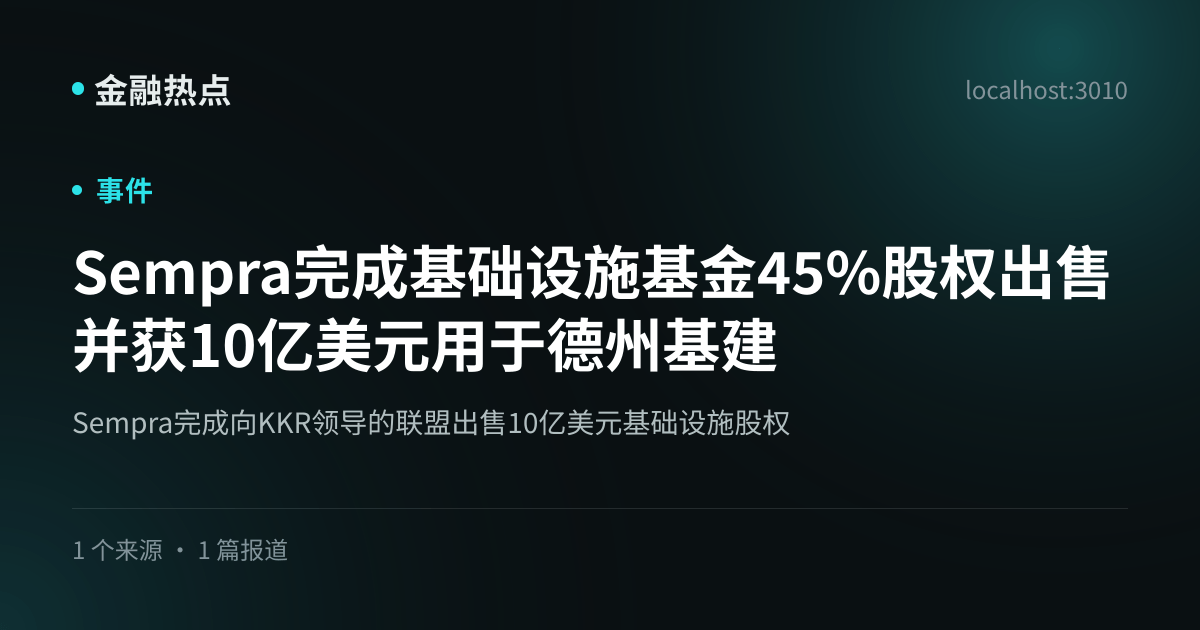 金融热点
localhost:3010
事件
Sempra完成基础设施基金45%股权出售
并获10亿美元用于德州基建
Sempra完成向KKR领导的联盟出售10亿美元基础设施股权
1 个来源 · 1 篇报道